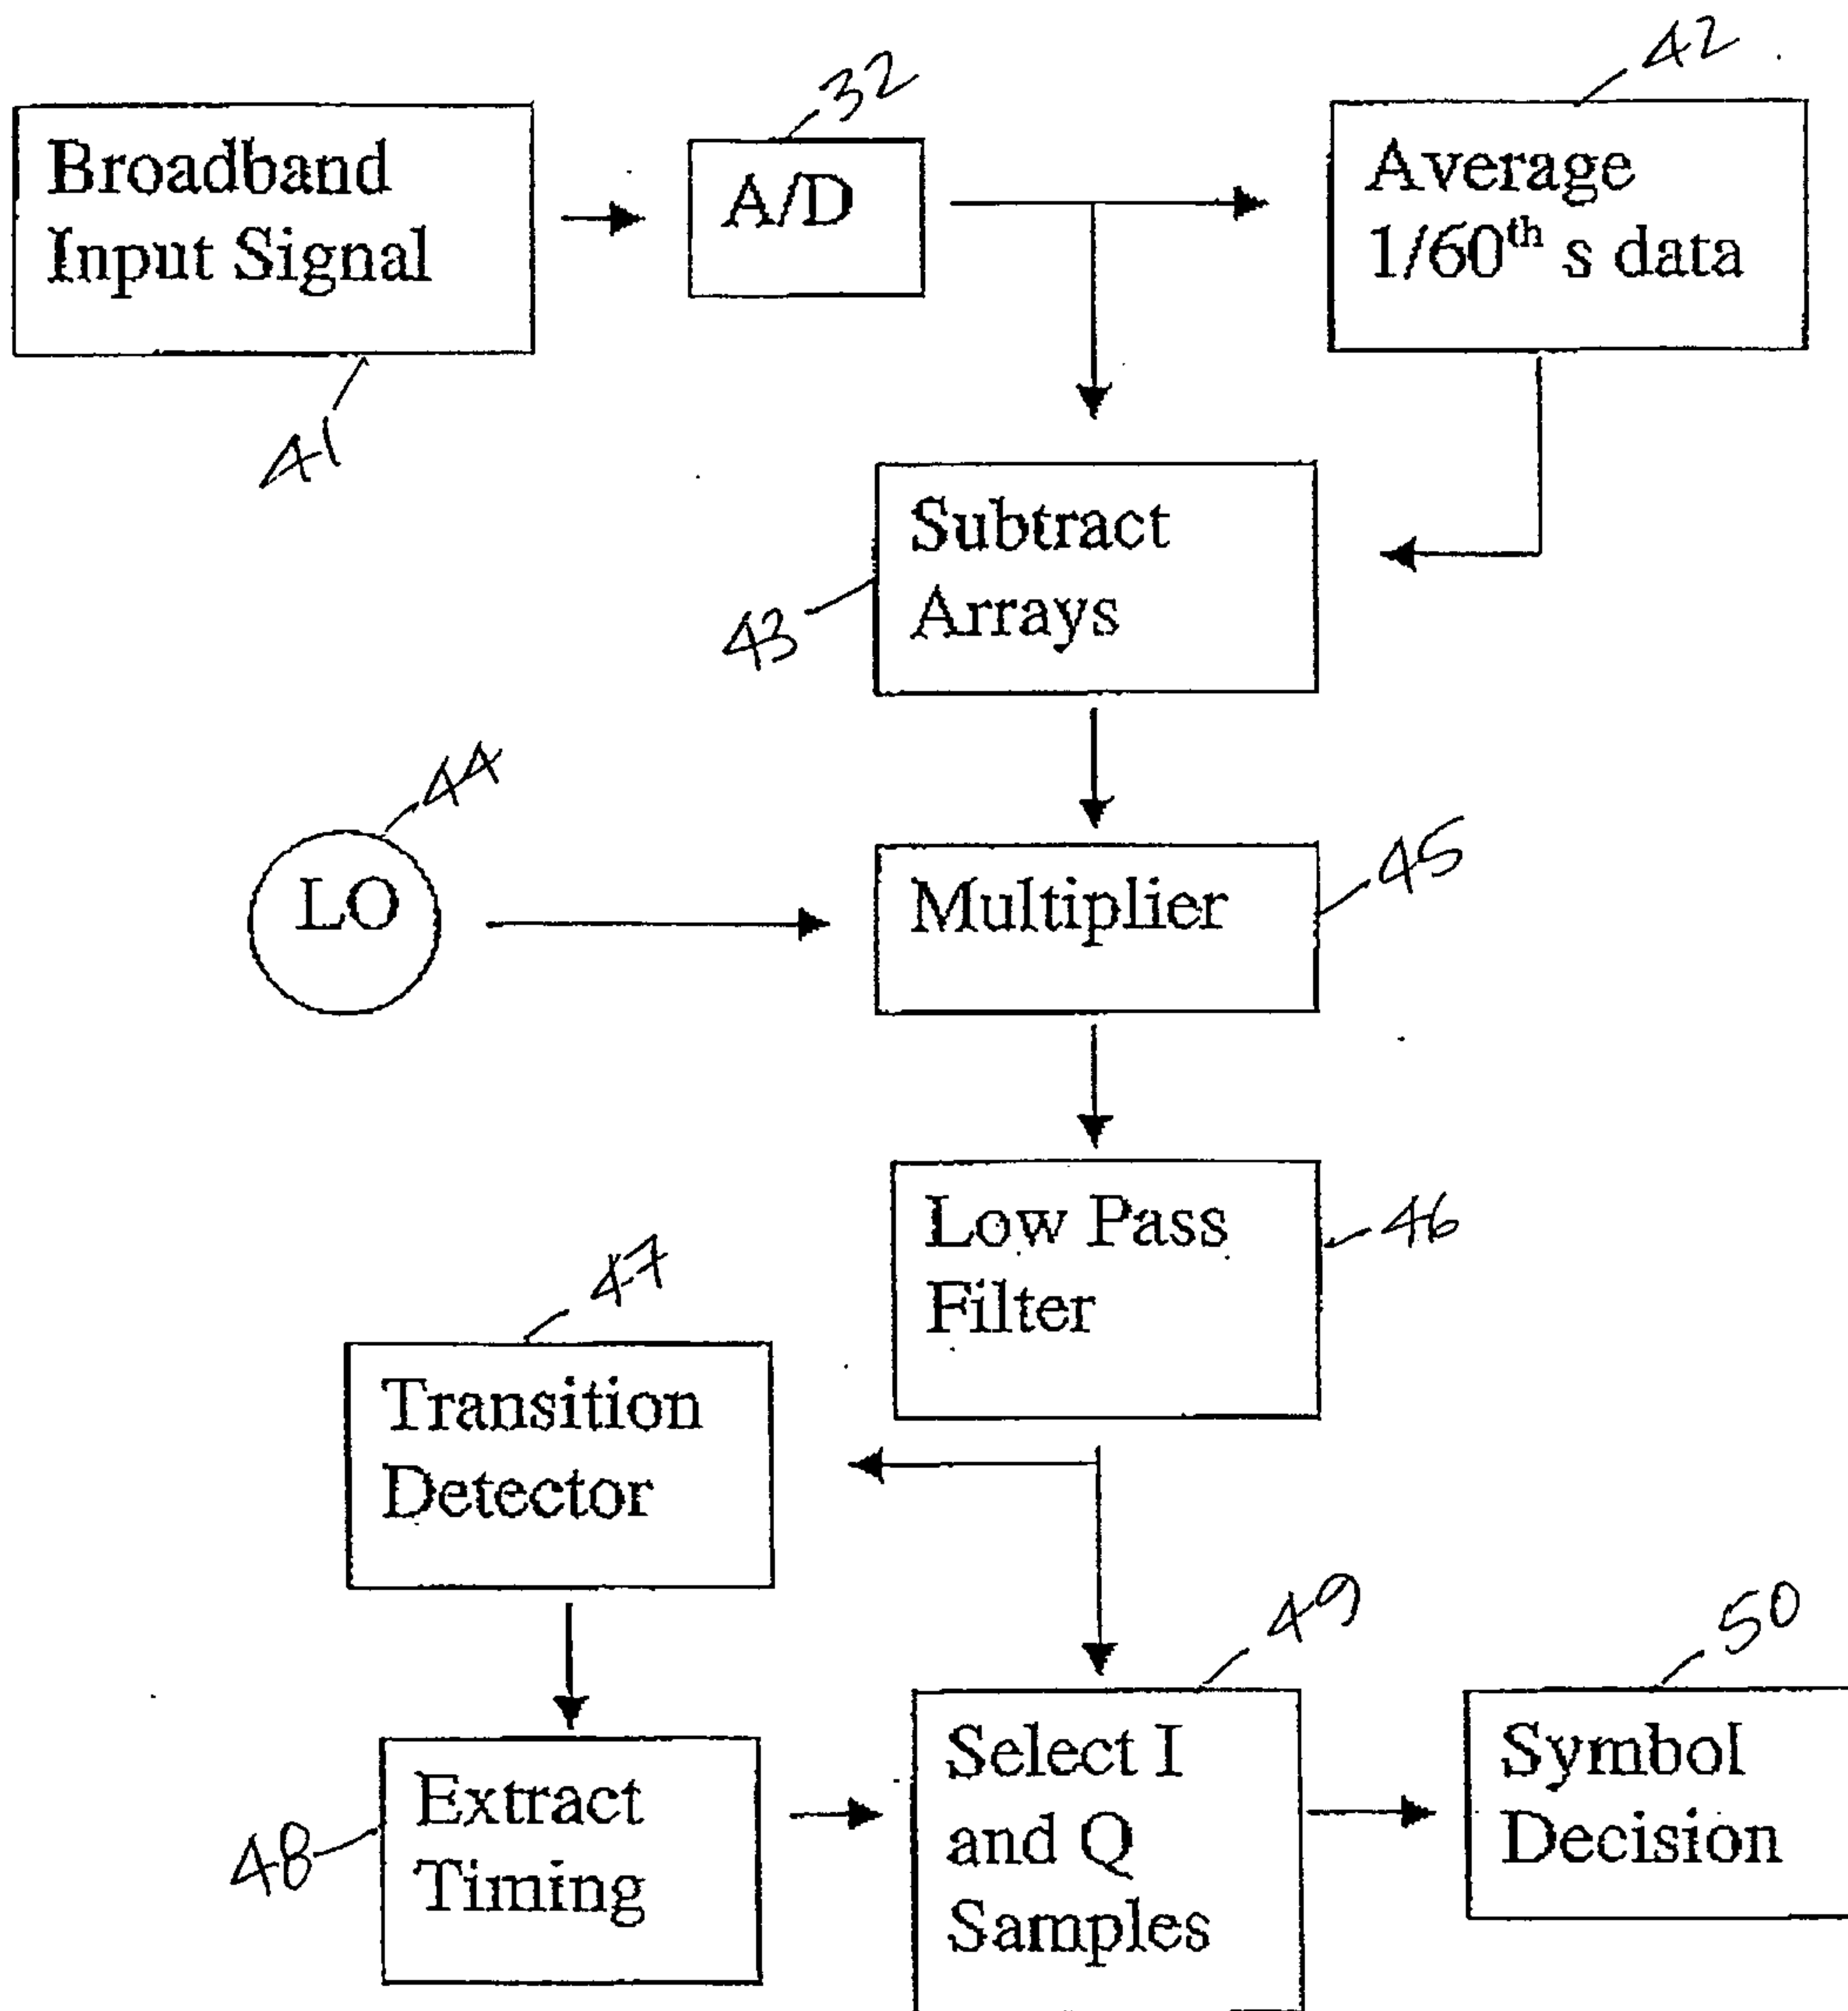 42
32
Broadband
Input Signal
A/D
Average
1/60th s data
41
Subtract
Arrays
43
44
LO
Multiplier
45
Low Pass
Filter
46
47
Transition
Detector
49
50
Extract
Timing
48
Select I
and Q
Samples
Symbol
Decision